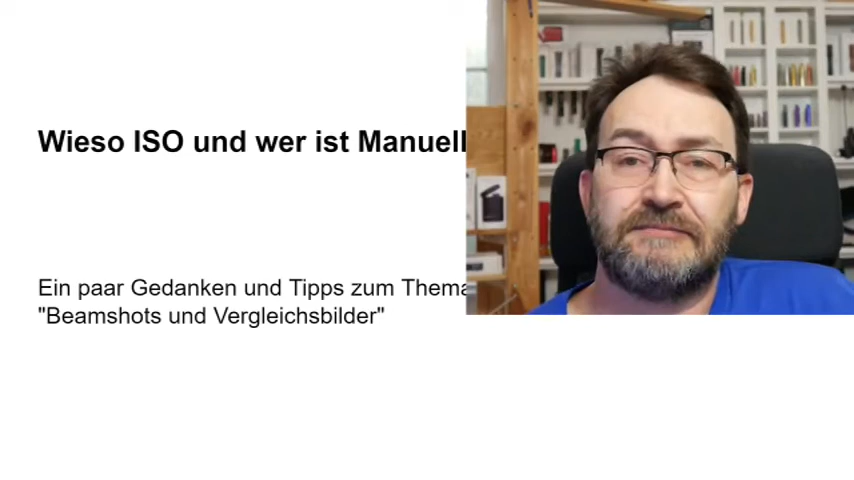 Wieso ISO und wer ist Manuell
Ein paar Gedanken und Tipps zum Thema
"Beamshots und Vergleichsbilder"